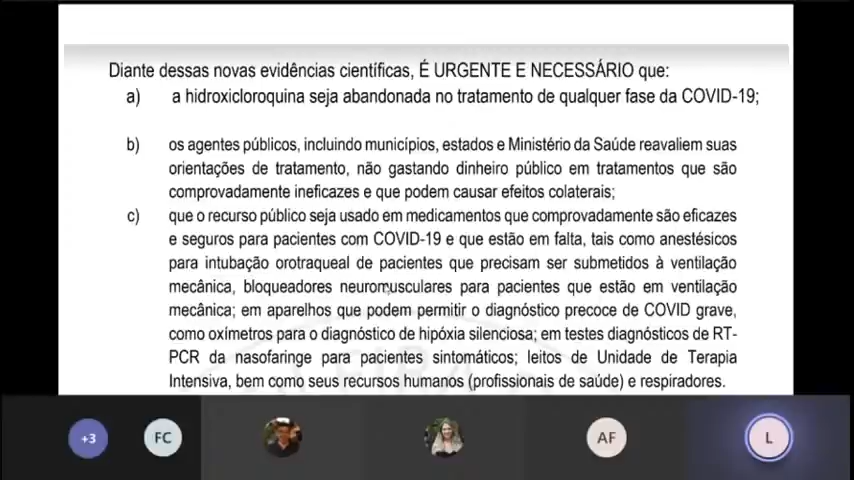 Diante dessas novas evidências científicas, É URGENTE E NECESSÁRIO que:
a) a hidroxicloroquina seja abandonada no tratamento de qualquer fase da COVID-19;
b) os agentes públicos, incluindo municípios, estados e Ministério da Saúde reavaliem suas
orientações de tratamento, não gastando dinheiro público em tratamentos que são
comprovadamente ineficazes e que podem causar efeitos colaterais;
c) que o recurso público seja usado em medicamentos que comprovadamente são eficazes
e seguros para pacientes com COVID-19 e que estão em falta, tais como anestésicos
para intubação orotraqueal de pacientes que precisam ser submetidos à ventilação
mecânica, bloqueadores neuromusculares para pacientes que estão em ventilação
mecânica; em aparelhos que podem permitir o diagnóstico precoce de COVID grave,
como oxímetros para o diagnóstico de hipóxia silenciosa; em testes diagnósticos de RT-
PCR da nasofaringe para pacientes sintomáticos; leitos de Unidade de Terapia
Intensiva, bem como seus recursos humanos (profissionais de saúde) e respiradores.
+3 FC AF L